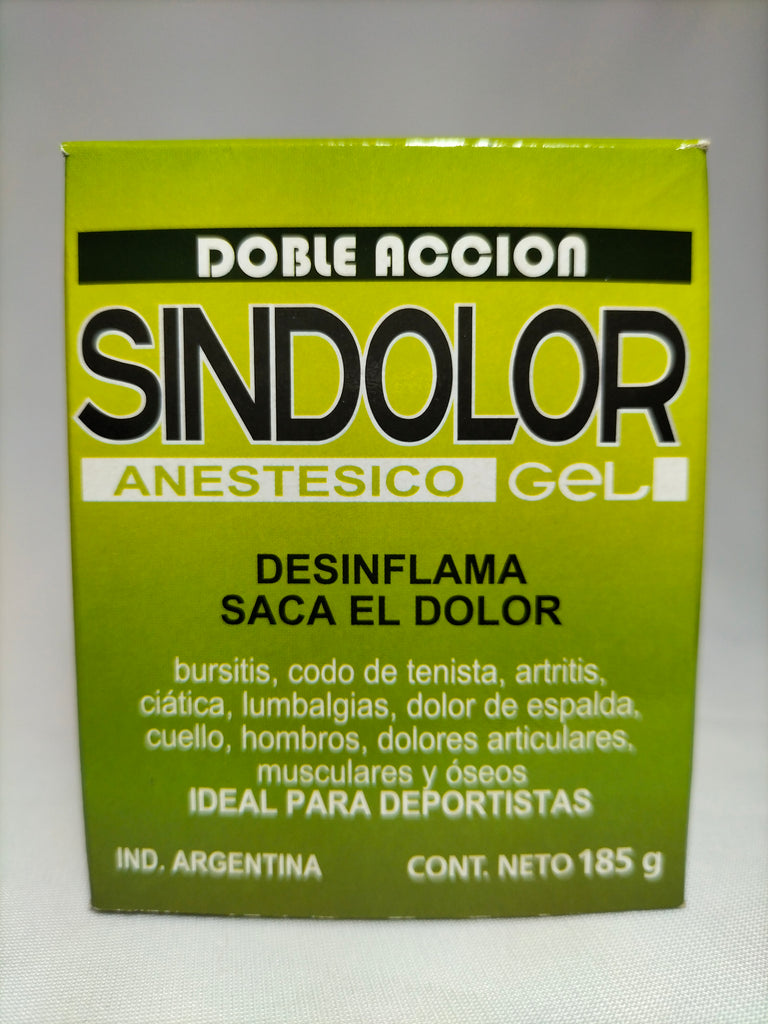 DOBLE ACCION
SINDOLOR
ANESTESICO GEL
DESINFLAMA
SACA EL DOLOR
bursitis, codo de tenista, artritis,
ciática, lumbalgias, dolor de espalda,
cuello, hombros, dolores articulares,
musculares y óseos
IDEAL PARA DEPORTISTAS
IND. ARGENTINA CONT. NETO 185 g